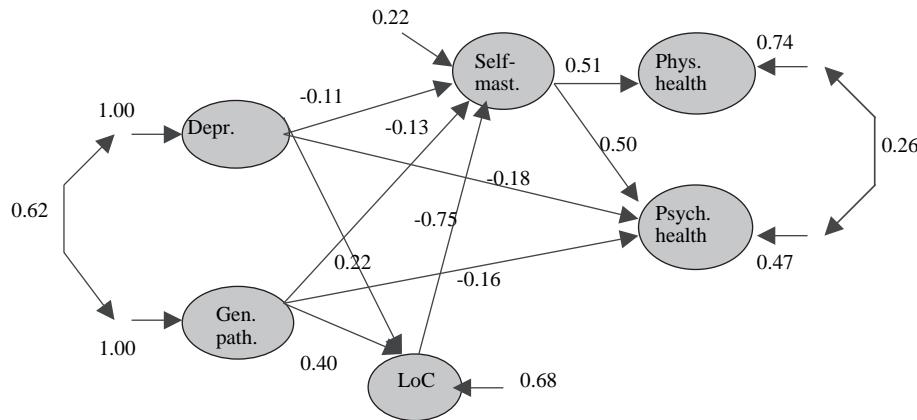 0.22
Self-
mast.
0.51
Phys.
health
0.74
-0.11
1.00
Depr.
-0.13
0.50
0.26
-0.18
0.62
-0.75
Psych.
health
0.22
-0.16
0.47
Gen.
path.
1.00
0.40
LoC
0.68